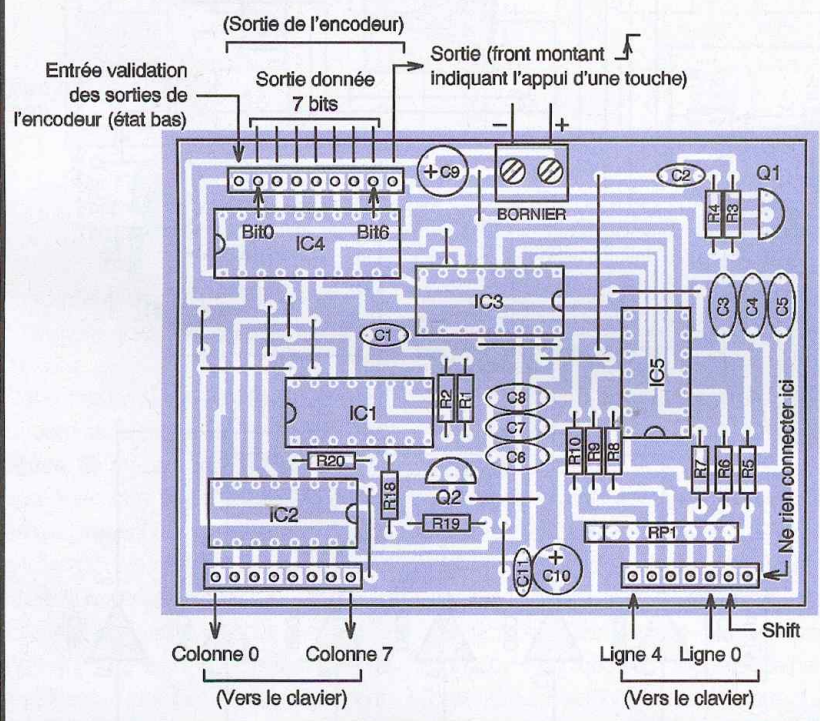 (Sortie de l'encodeur)
Entrée validation
des sorties de
l'encodeur (état bas)
Sortie donnée
7 bits
Sortie (front montant
indiquant l'appui d'une touche)
− +
+ C9
BORNIER
C2
Q1
R4
R3
Bit0
Bit6
IC4
IC3
C3
C4
C5
C1
IC5
IC1
R2
R1
C8
C7
C6
R10
R9
R8
R7
R6
R5
Ne rien connecter ici
R20
R18
Q2
R19
IC2
RP1
C11
+
C10
Colonne 0
Colonne 7
(Vers le clavier)
Ligne 4
Ligne 0
Shift
(Vers le clavier)